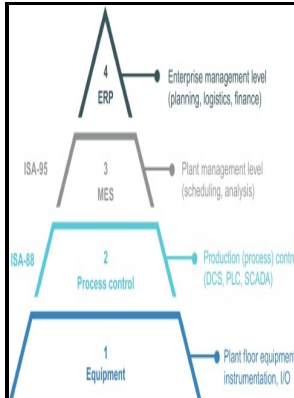 4
ERP
Enterprise management level
(planning, logistics, finance)
ISA-95
3
MES
Plant management level
(scheduling, analysis)
ISA-88
2
Process control
Production (process) contr
(DCS, PLC, SCADA)
1
Equipment
Plant floor equipment
instrumentation, I/O